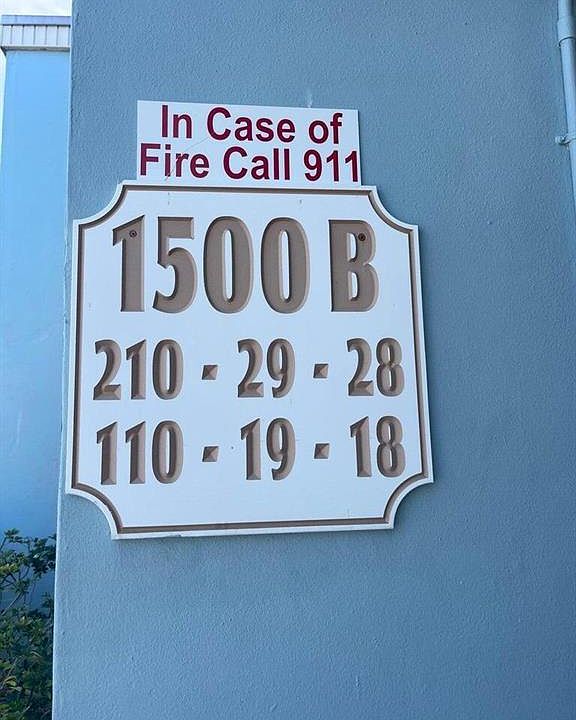 In Case of
Fire Call 911
1500 B
210 - 29 - 28
110 - 19 - 18